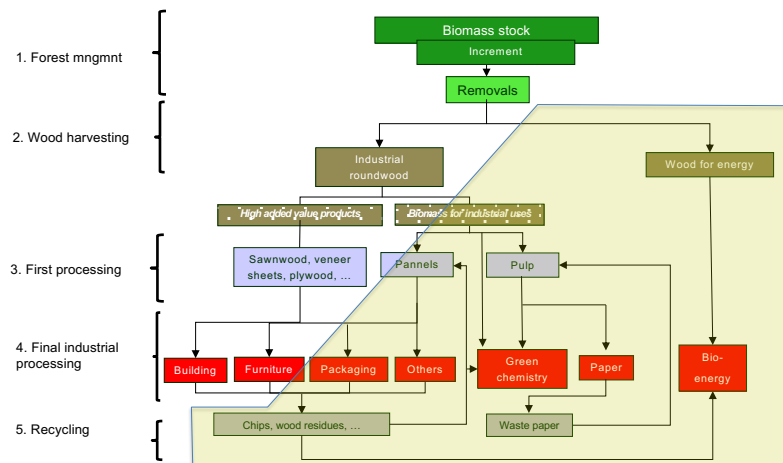 Biomass stock
Increment
1. Forest mngmnt
Removals
2. Wood harvesting
Industrial
roundwood
Wood for energy
High added value products
Biomass for industrial uses
3. First processing
Sawnwood, veneer
sheets, plywood, ...
Pannels
Pulp
4. Final industrial
processing
Building
Furniture
Packaging
Others
Green
chemistry
Paper
Bio-
energy
5. Recycling
Chips, wood residues, ...
Waste paper